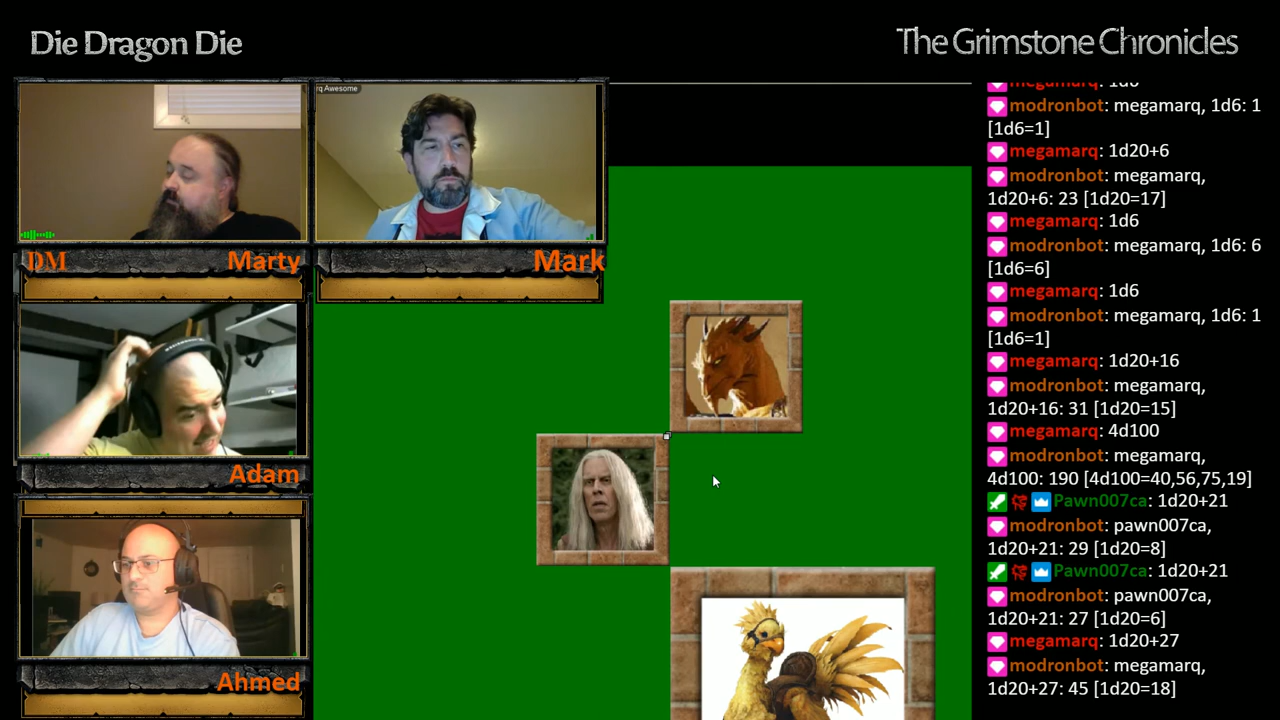 Die Dragon Die
The Grimstone Chronicles
rq Awesome
DM Marty
Mark
Adam
Ahmed
megamarq: 1d6
modronbot: megamarq, 1d6: 1
[1d6=1]
megamarq: 1d20+6
modronbot: megamarq,
1d20+6: 23 [1d20=17]
megamarq: 1d6
modronbot: megamarq, 1d6: 6
[1d6=6]
megamarq: 1d6
modronbot: megamarq, 1d6: 1
[1d6=1]
megamarq: 1d20+16
modronbot: megamarq,
1d20+16: 31 [1d20=15]
megamarq: 4d100
modronbot: megamarq,
4d100: 190 [4d100=40,56,75,19]
Pawn007ca: 1d20+21
modronbot: pawn007ca,
1d20+21: 29 [1d20=8]
Pawn007ca: 1d20+21
modronbot: pawn007ca,
1d20+21: 27 [1d20=6]
megamarq: 1d20+27
modronbot: megamarq,
1d20+27: 45 [1d20=18]